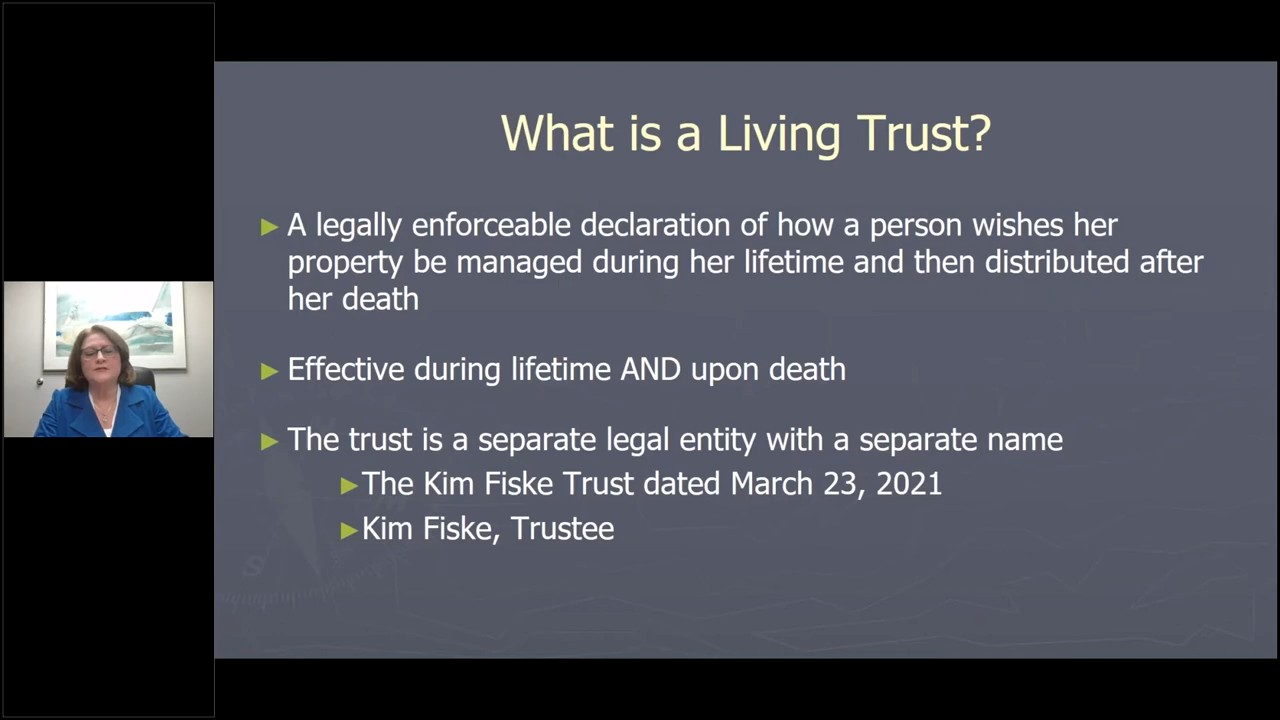 What is a Living Trust?
A legally enforceable declaration of how a person wishes her
property be managed during her lifetime and then distributed after
her death
Effective during lifetime AND upon death
The trust is a separate legal entity with a separate name
The Kim Fiske Trust dated March 23, 2021
Kim Fiske, Trustee
S